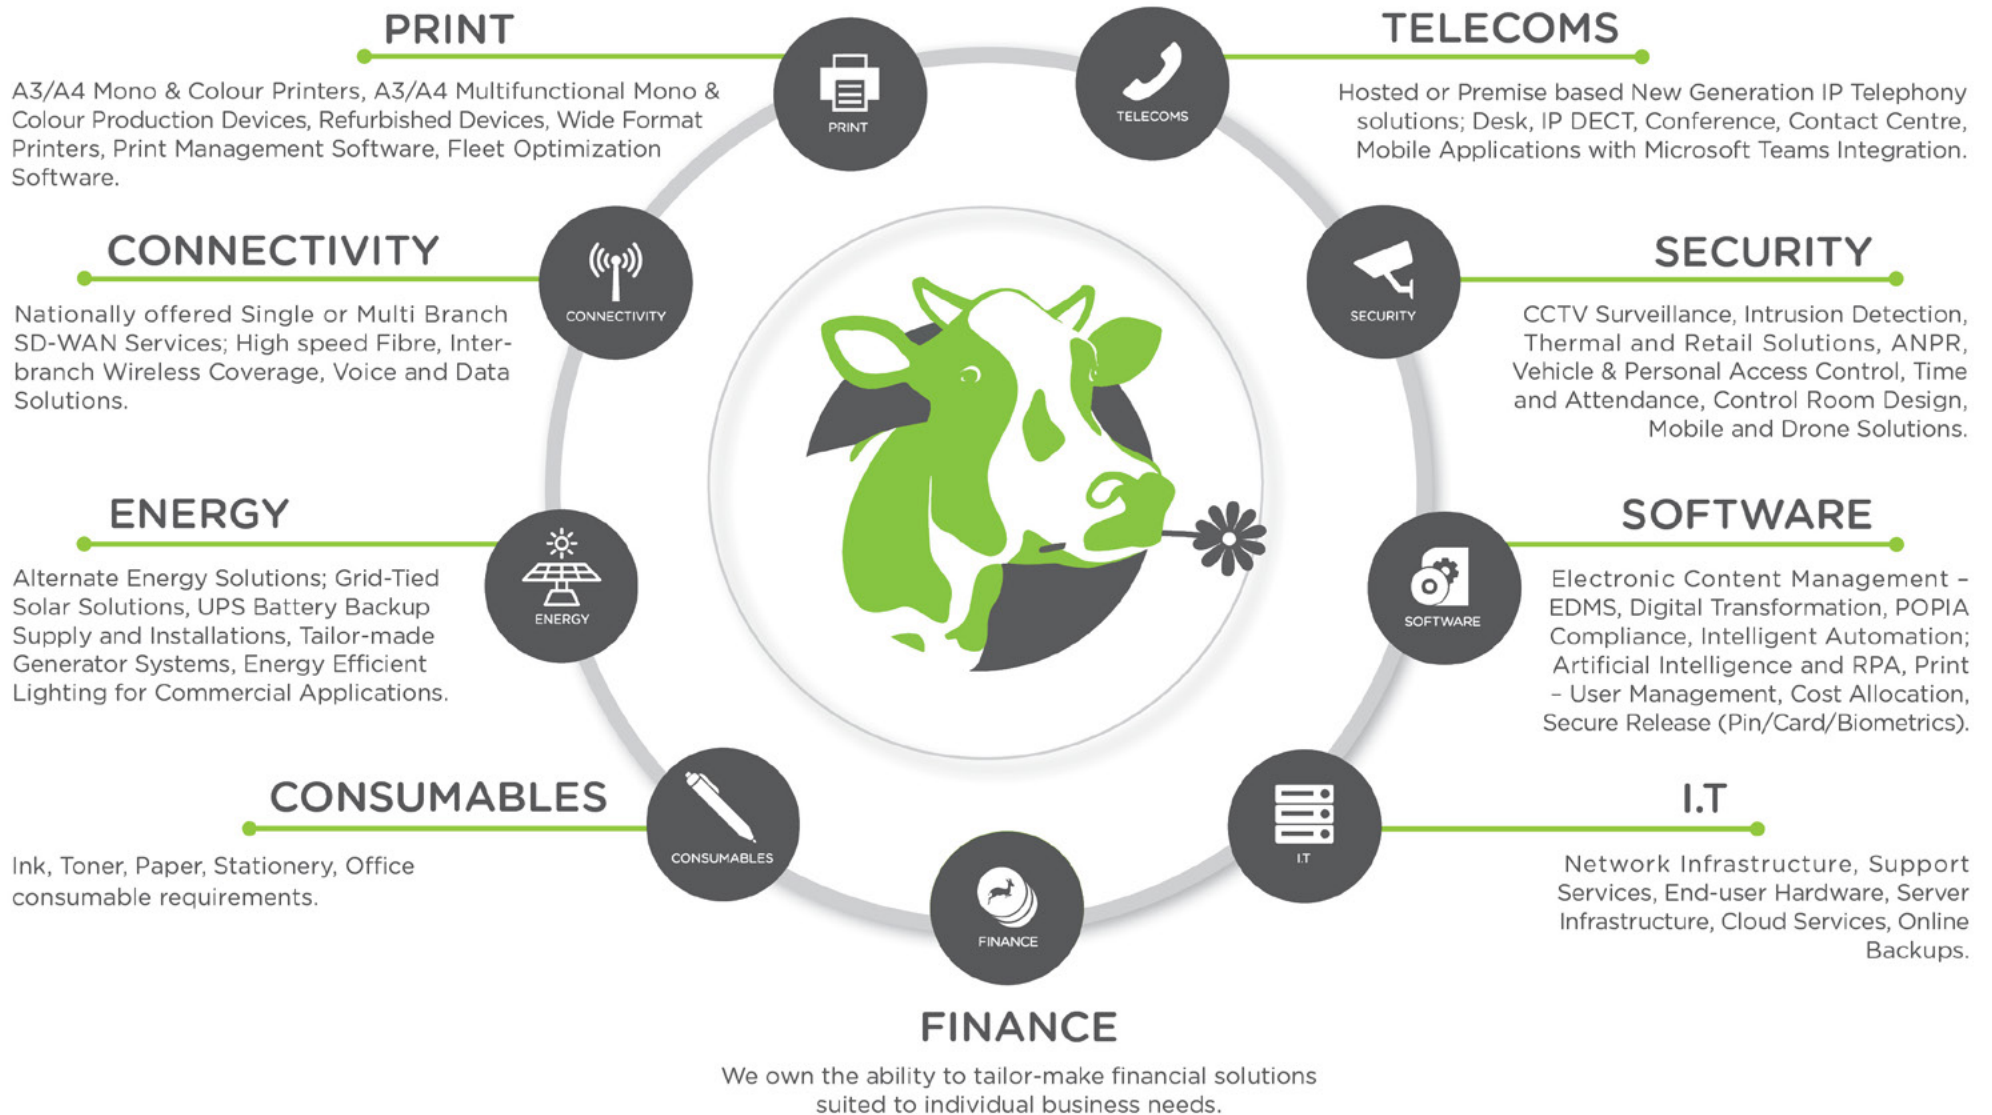 PRINT
A3/A4 Mono & Colour Printers, A3/A4 Multifunctional Mono &
Colour Production Devices, Refurbished Devices, Wide Format
Printers, Print Management Software, Fleet Optimization
Software.
PRINT
TELECOMS
TELECOMS
Hosted or Premise based New Generation IP Telephony
solutions; Desk, IP DECT, Conference, Contact Centre,
Mobile Applications with Microsoft Teams Integration.
CONNECTIVITY
Nationally offered Single or Multi Branch
SD-WAN Services; High speed Fibre, Inter-
branch Wireless Coverage, Voice and Data
Solutions.
CONNECTIVITY
SECURITY
SECURITY
CCTV Surveillance, Intrusion Detection,
Thermal and Retail Solutions, ANPR,
Vehicle & Personal Access Control, Time
and Attendance, Control Room Design,
Mobile and Drone Solutions.
ENERGY
Alternate Energy Solutions; Grid-Tied
Solar Solutions, UPS Battery Backup
Supply and Installations, Tailor-made
Generator Systems, Energy Efficient
Lighting for Commercial Applications.
ENERGY
SOFTWARE
SOFTWARE
Electronic Content Management –
EDMS, Digital Transformation, POPIA
Compliance, Intelligent Automation;
Artificial Intelligence and RPA, Print
– User Management, Cost Allocation,
Secure Release (Pin/Card/Biometrics).
CONSUMABLES
Ink, Toner, Paper, Stationery, Office
consumable requirements.
CONSUMABLES
I.T
I.T
Network Infrastructure, Support
Services, End-user Hardware, Server
Infrastructure, Cloud Services, Online
Backups.
FINANCE
FINANCE
We own the ability to tailor-make financial solutions
suited to individual business needs.